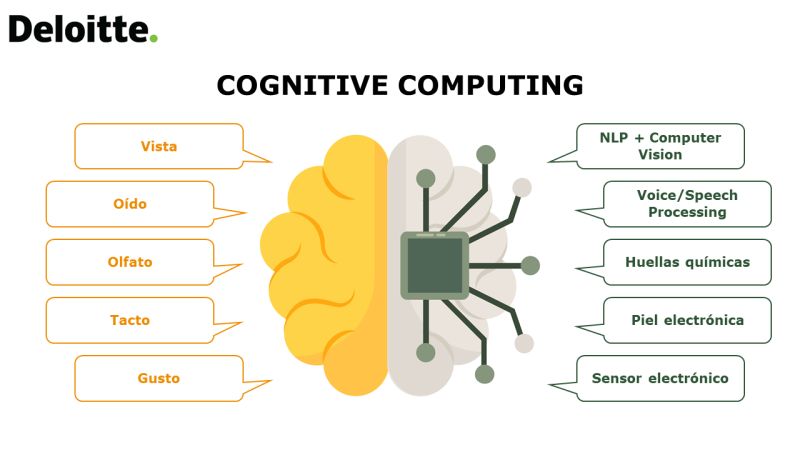 Deloitte.
COGNITIVE COMPUTING
Vista
Oído
Olfato
Tacto
Gusto
NLP + Computer
Vision
Voice/Speech
Processing
Huellas químicas
Piel electrónica
Sensor electrónico